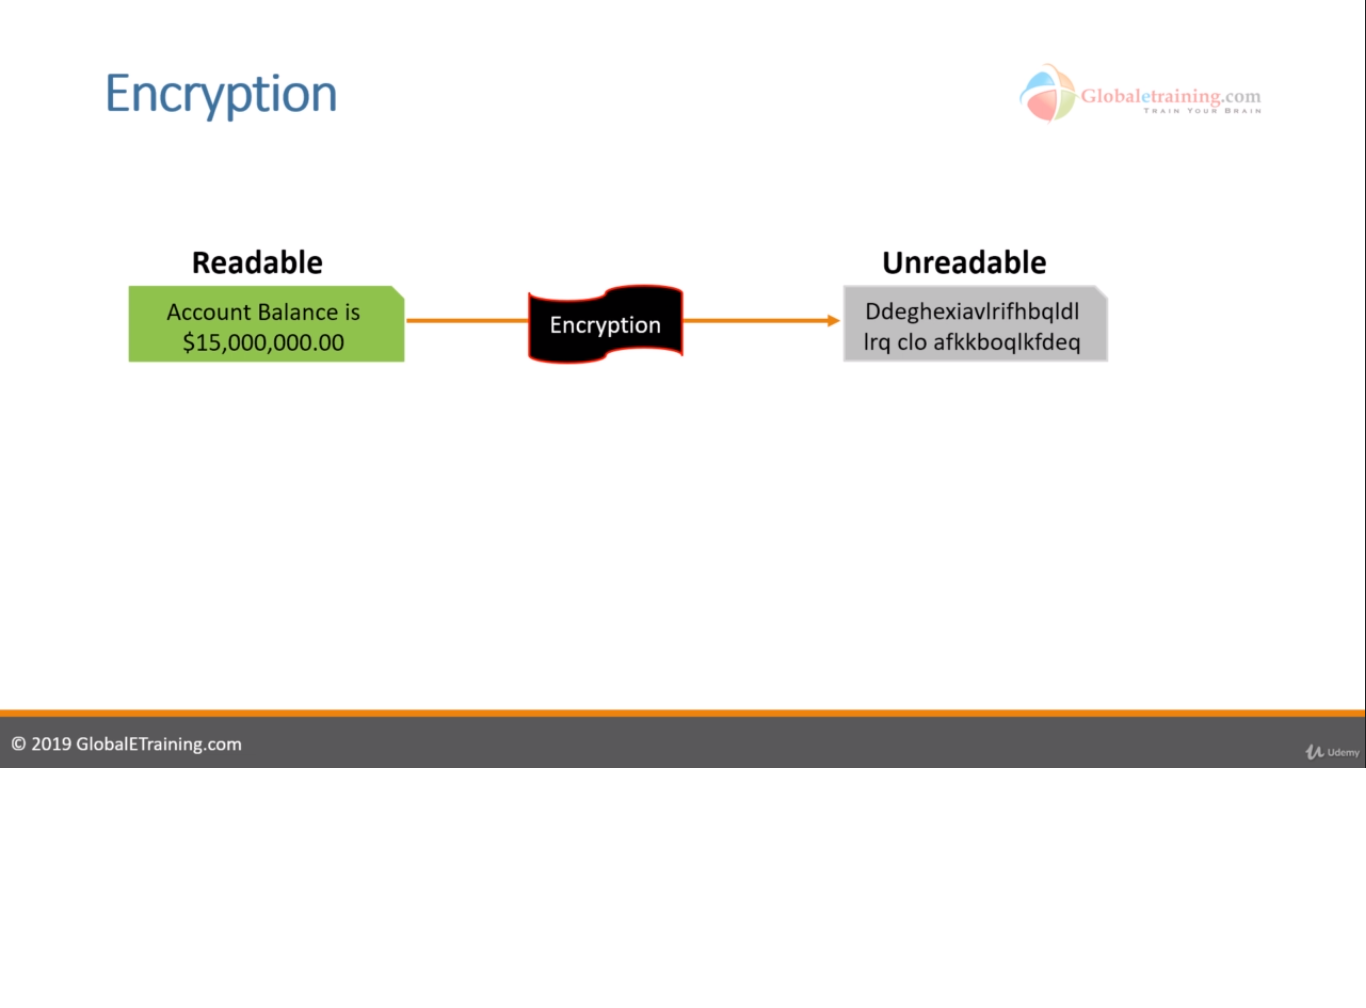 Encryption
Globaletraining.com
TRAIN YOUR BRAIN
Readable
Unreadable
Account Balance is
$15,000,000.00
Encryption
Ddeghexiavlrifhbqldl
lrq clo afkkboqlkfdeq
© 2019 GlobalETraining.com
Udemy